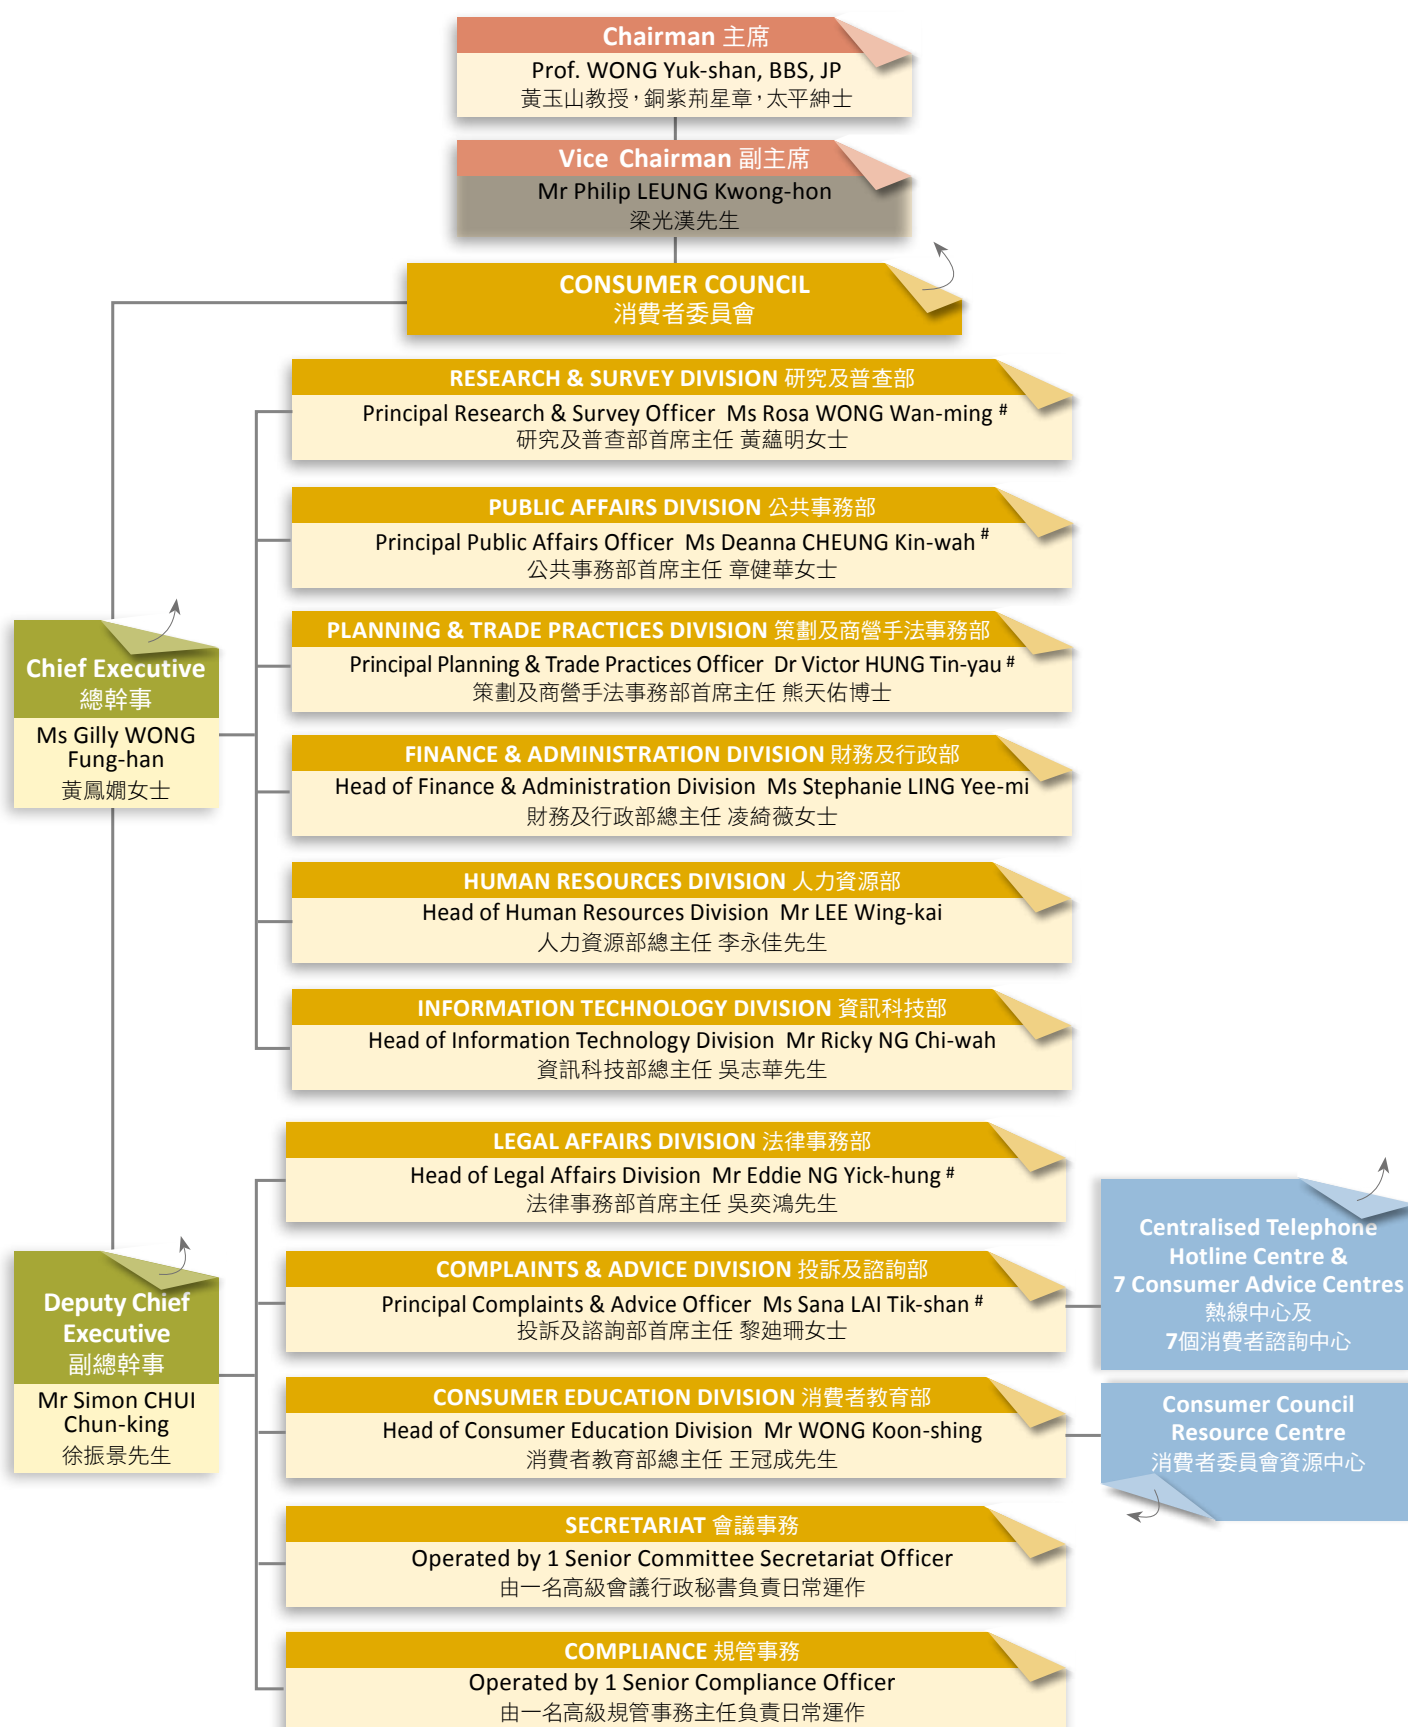 Chairman 主席
Prof. WONG Yuk-shan, BBS, JP
黃玉山教授，銅紫荊星章，太平紳士
Vice Chairman 副主席
Mr Philip LEUNG Kwong-hon
梁光漢先生
CONSUMER COUNCIL
消費者委員會
RESEARCH & SURVEY DIVISION 研究及普查部
Principal Research & Survey Officer Ms Rosa WONG Wan-ming #
研究及普查部首席主任 黃蘊明女士
PUBLIC AFFAIRS DIVISION 公共事務部
Principal Public Affairs Officer Ms Deanna CHEUNG Kin-wah #
公共事務部首席主任 章健華女士
PLANNING & TRADE PRACTICES DIVISION 策劃及商營手法事務部
Principal Planning & Trade Practices Officer Dr Victor HUNG Tin-yau #
策劃及商營手法事務部首席主任 熊天佑博士
Chief Executive
總幹事
Ms Gilly WONG
Fung-han
黃鳳嫺女士
FINANCE & ADMINISTRATION DIVISION 財務及行政部
Head of Finance & Administration Division Ms Stephanie LING Yee-mi
財務及行政部總主任 凌綺薇女士
HUMAN RESOURCES DIVISION 人力資源部
Head of Human Resources Division Mr LEE Wing-kai
人力資源部總主任 李永佳先生
INFORMATION TECHNOLOGY DIVISION 資訊科技部
Head of Information Technology Division Mr Ricky NG Chi-wah
資訊科技部總主任 吳志華先生
LEGAL AFFAIRS DIVISION 法律事務部
Head of Legal Affairs Division Mr Eddie NG Yick-hung #
法律事務部首席主任 吳奕鴻先生
COMPLAINTS & ADVICE DIVISION 投訴及諮詢部
Principal Complaints & Advice Officer Ms Sana LAI Tik-shan #
投訴及諮詢部首席主任 黎廸珊女士
Centralised Telephone
Hotline Centre &
7 Consumer Advice Centres
熱線中心及
7個消費者諮詢中心
Deputy Chief
Executive
副總幹事
Mr Simon CHUI
Chun-king
徐振景先生
CONSUMER EDUCATION DIVISION 消費者教育部
Head of Consumer Education Division Mr WONG Koon-shing
消費者教育部總主任 王冠成先生
Consumer Council
Resource Centre
消費者委員會資源中心
SECRETARIAT 會議事務
Operated by 1 Senior Committee Secretariat Officer
由一名高級會議行政秘書負責日常運作
COMPLIANCE 規管事務
Operated by 1 Senior Compliance Officer
由一名高級規管事務主任負責日常運作